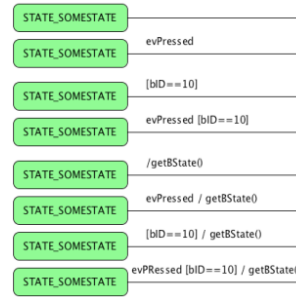 STATE_SOMESTATE
STATE_SOMESTATE evPressed
STATE_SOMESTATE [bID==10]
STATE_SOMESTATE evPressed [bID==10]
STATE_SOMESTATE /getBState()
STATE_SOMESTATE evPressed / getBState()
STATE_SOMESTATE [bID==10] / getBState()
STATE_SOMESTATE evPRessed [bID==10] / getBState(